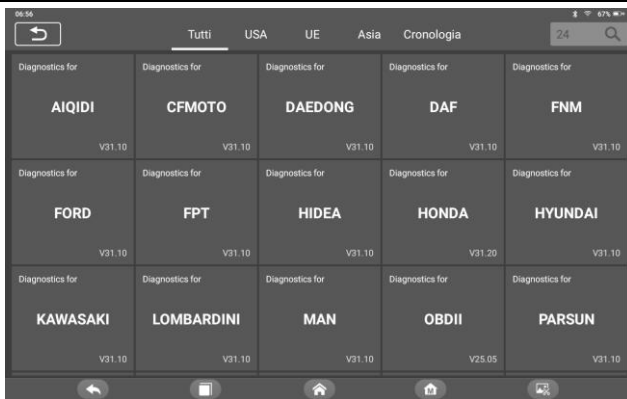 06:56 67%
Tutti USA UE Asia Cronologia 24
Diagnostics for Diagnostics for Diagnostics for Diagnostics for Diagnostics for
AIQIDI CFMOTO DAEDONG DAF FNM
V31.10 V31.10 V31.10 V31.10 V31.10
Diagnostics for Diagnostics for Diagnostics for Diagnostics for Diagnostics for
FORD FPT HIDEA HONDA HYUNDAI
V31.10 V31.10 V31.10 V31.20 V31.10
Diagnostics for Diagnostics for Diagnostics for Diagnostics for Diagnostics for
KAWASAKI LOMBARDINI MAN OBDII PARSUN
V31.10 V31.10 V31.10 V25.05 V31.10
M